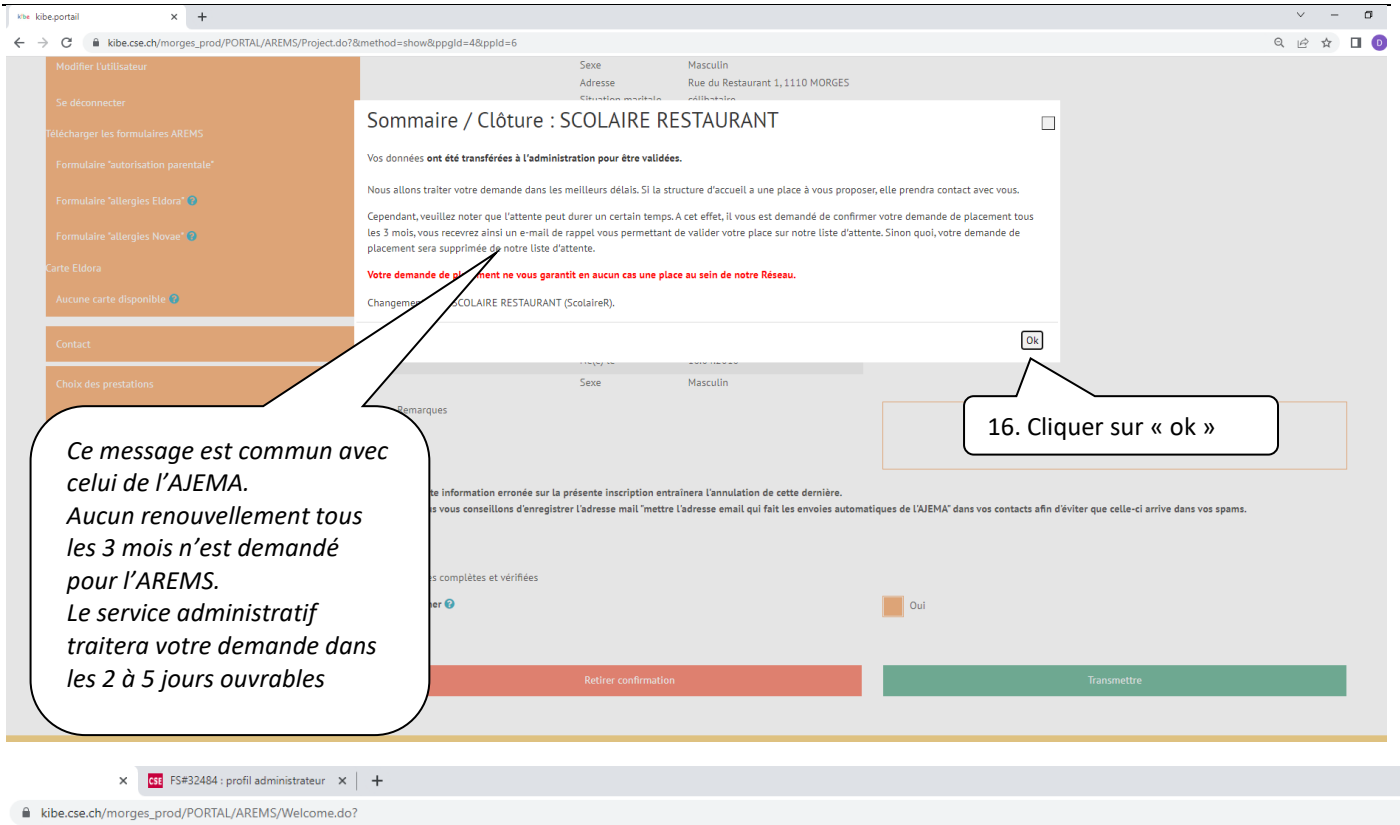 kibe kibe.portail × +
kibe.cse.ch/morges_prod/PORTAL/AREMS/Project.do?&method=show&ppgId=4&ppId=6
D
Modifier l'utilisateur
Se déconnecter
Télécharger les formulaires AREMS
Formulaire "autorisation parentale"
Formulaire "allergies Eldora" ?
Formulaire "allergies Novae" ?
Carte Eldora
Aucune carte disponible ?
Contact
Choix des prestations
Sexe Masculin
Adresse Rue du Restaurant 1, 1110 MORGES
Situation maritale célibataire
Sommaire / Clôture : SCOLAIRE RESTAURANT
Vos données ont été transférées à l'administration pour être validées.
Nous allons traiter votre demande dans les meilleurs délais. Si la structure d'accueil a une place à vous proposer, elle prendra contact avec vous.
Cependant, veuillez noter que l'attente peut durer un certain temps. A cet effet, il vous est demandé de confirmer votre demande de placement tous
les 3 mois, vous recevrez ainsi un e-mail de rappel vous permettant de valider votre place sur notre liste d'attente. Sinon quoi, votre demande de
placement sera supprimée de notre liste d'attente.
Votre demande de placement ne vous garantit en aucun cas une place au sein de notre Réseau.
SCOLAIRE RESTAURANT (ScolaireR).
Ok
Sexe Masculin
Remarques
16. Cliquer sur « ok »
Ce message est commun avec
celui de l'AJEMA.
Aucun renouvellement tous
les 3 mois n'est demandé
pour l'AREMS.
Le service administratif
traitera votre demande dans
les 2 à 5 jours ouvrables
information erronée sur la présente inscription entraînera l'annulation de cette dernière.
vous conseillons d'enregistrer l'adresse mail "mettre l'adresse email qui fait les envoies automatiques de l'AJEMA" dans vos contacts afin d'éviter que celle-ci arrive dans vos spams.
complètes et vérifiées
? Oui
Retirer confirmation Transmettre
× CSE FS#32484 : profil administrateur × +
kibe.cse.ch/morges_prod/PORTAL/AREMS/Welcome.do?